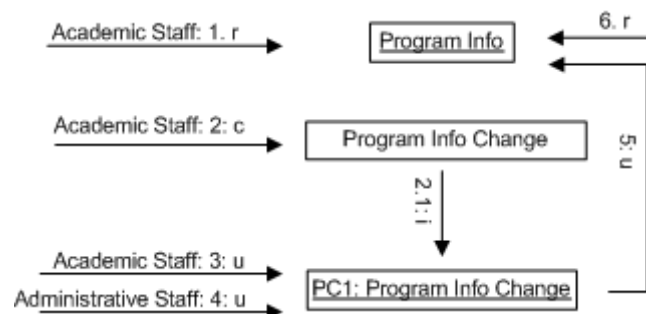 Academic Staff: 1. r
Program Info
6. r
Academic Staff: 2: c
Program Info Change
5: u
2.1: i
Academic Staff: 3: u
PC1: Program Info Change
Administrative Staff: 4: u